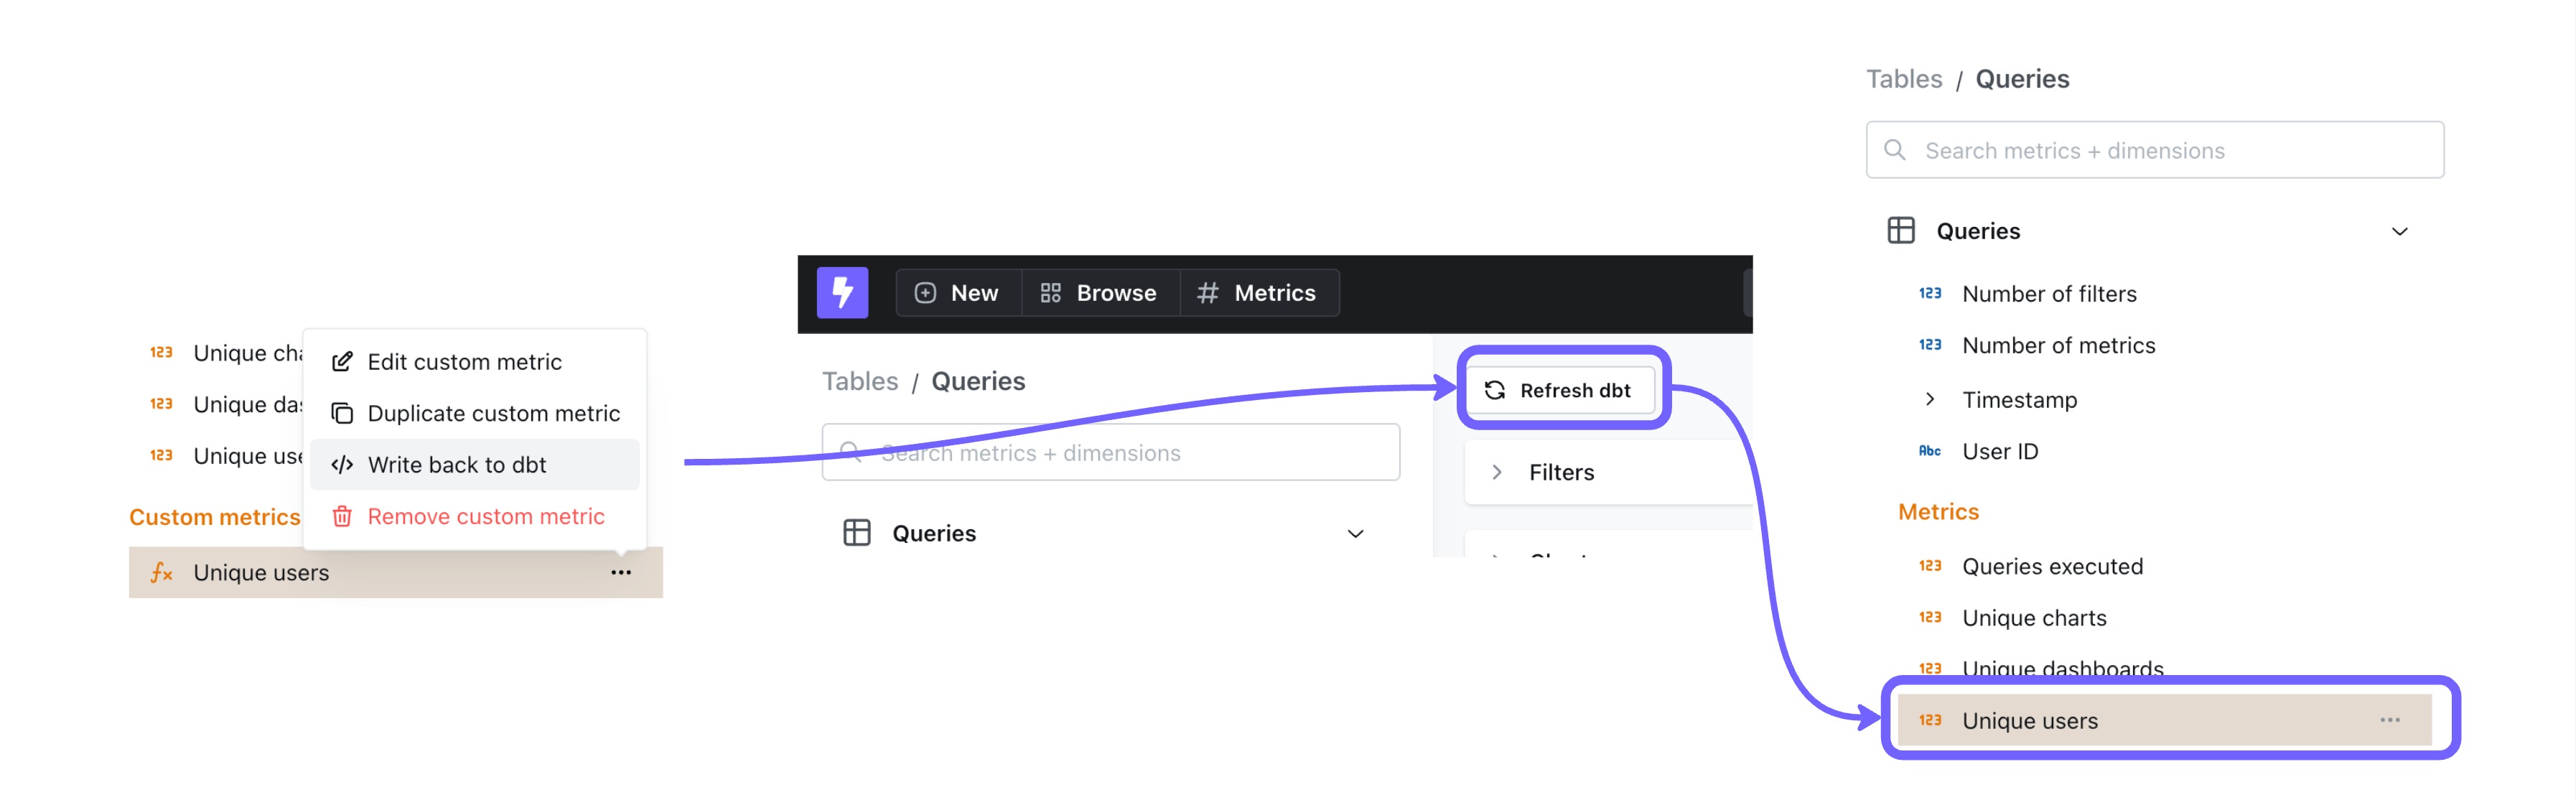 123 Unique
123 Unique
123 Unique
Custom metrics
fx Unique users
Edit custom metric
Duplicate custom metric
Write back to dbt
Remove custom metric
New
Browse
Metrics
Tables / Queries
Search metrics + dimensions
Queries
Refresh dbt
Filters
Tables / Queries
Search metrics + dimensions
Queries
123 Number of filters
123 Number of metrics
Timestamp
Abc User ID
Metrics
123 Queries executed
123 Unique charts
123 Unique dashboards
123 Unique users